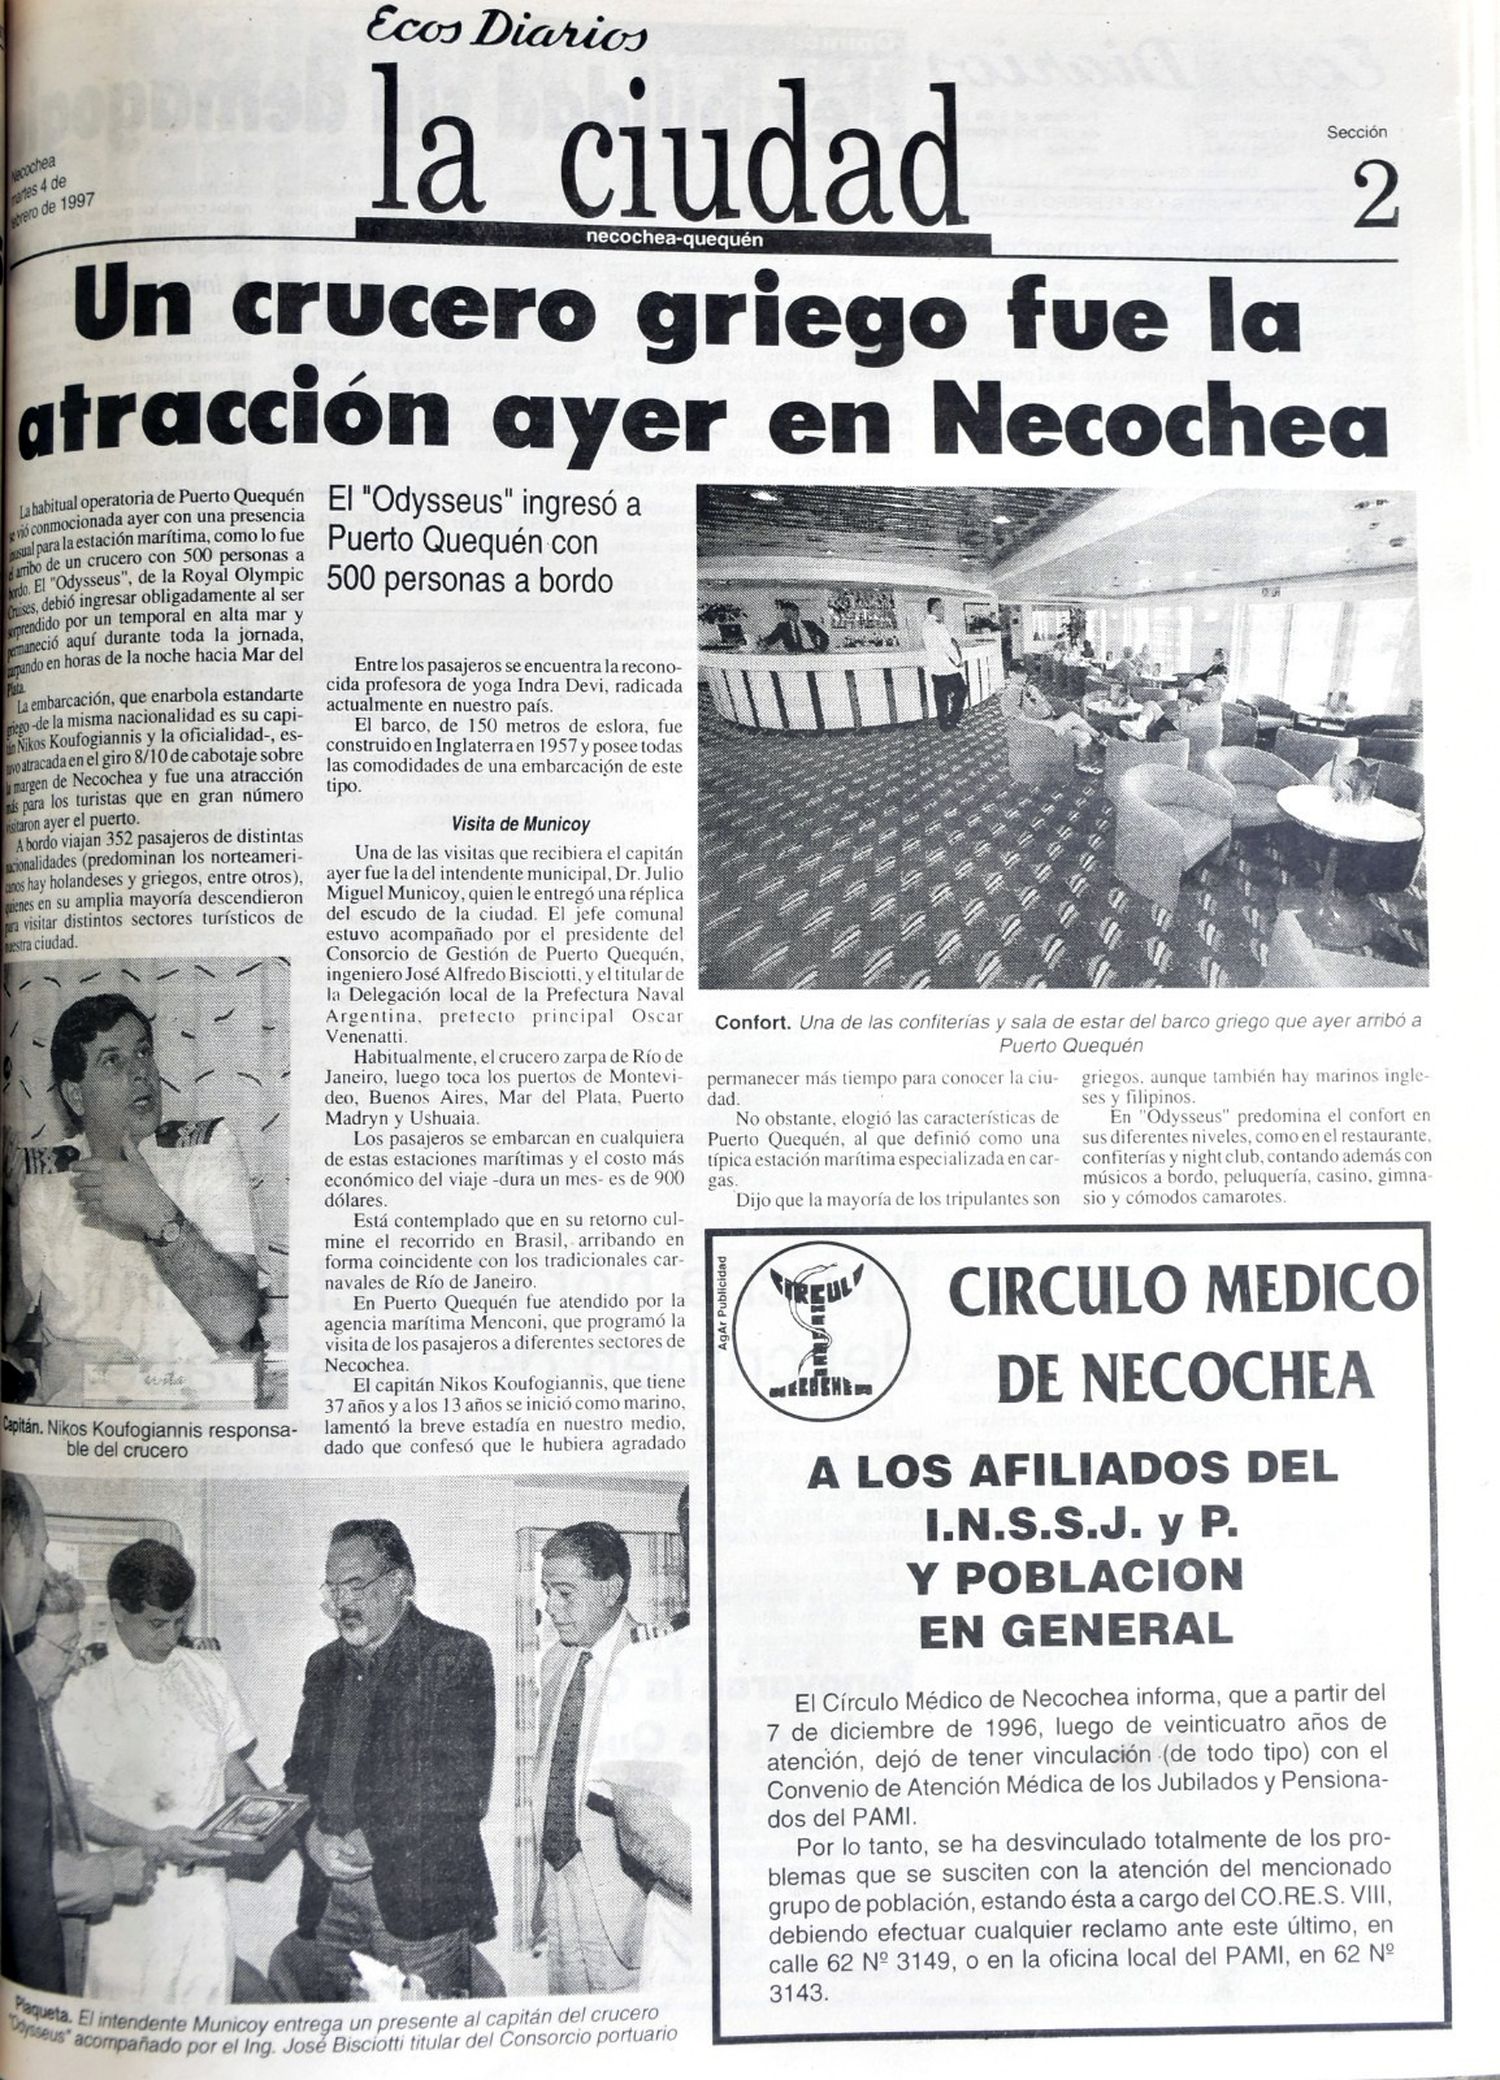 Ecos Diarios
la ciudad
necochea-quequén
Necochea
martes 4 de
febrero de 1997
Sección
2
Un crucero griego fue la
atracción ayer en Necochea
La habitual operatoria de Puerto Quequén
se vió conmocionada ayer con una presencia
inusual para la estación marítima, como lo fue
el arribo de un crucero con 500 personas a
bordo. El "Odysseus", de la Royal Olympic
Cruises, debió ingresar obligadamente al ser
sorprendido por un temporal en alta mar y
permaneció aquí durante toda la jornada,
zarpando en horas de la noche hacia Mar del
Plata.
La embarcación, que enarbola estandarte
griego -de la misma nacionalidad es su capi-
tán Nikos Koufogiannis y la oficialidad-, es-
tuvo atracada en el giro 8/10 de cabotaje sobre
la margen de Necochea y fue una atracción
más para los turistas que en gran número
visitaron ayer el puerto.
A bordo viajan 352 pasajeros de distintas
nacionalidades (predominan los norteameri-
canos hay holandeses y griegos, entre otros),
quienes en su amplia mayoría descendieron
para visitar distintos sectores turísticos de
nuestra ciudad.
Capitán. Nikos Koufogiannis responsa-
ble del crucero
El "Odysseus" ingresó a
Puerto Quequén con
500 personas a bordo
Entre los pasajeros se encuentra la recono-
cida profesora de yoga Indra Devi, radicada
actualmente en nuestro país.
El barco, de 150 metros de eslora, fue
construido en Inglaterra en 1957 y posee todas
las comodidades de una embarcación de este
tipo.
Visita de Municoy
Una de las visitas que recibiera el capitán
ayer fue la del intendente municipal, Dr. Julio
Miguel Municoy, quien le entregó una réplica
del escudo de la ciudad. El jefe comunal
estuvo acompañado por el presidente del
Consorcio de Gestión de Puerto Quequén,
ingeniero José Alfredo Bisciotti, y el titular de
la Delegación local de la Prefectura Naval
Argentina, prefecto principal Oscar
Venenatti.
Habitualmente, el crucero zarpa de Río de
Janeiro, luego toca los puertos de Montevi-
deo, Buenos Aires, Mar del Plata, Puerto
Madryn y Ushuaia.
Los pasajeros se embarcan en cualquiera
de estas estaciones marítimas y el costo más
económico del viaje -dura un mes- es de 900
dólares.
Está contemplado que en su retorno cul-
mine el recorrido en Brasil, arribando en
forma coincidente con los tradicionales car-
navales de Río de Janeiro.
En Puerto Quequén fue atendido por la
agencia marítima Menconi, que programó la
visita de los pasajeros a diferentes sectores de
Necochea.
El capitán Nikos Koufogiannis, que tiene
37 años y a los 13 años se inició como marino,
lamentó la breve estadía en nuestro medio,
dado que confesó que le hubiera agradado
Confort. Una de las confiterías y sala de estar del barco griego que ayer arribó a
Puerto Quequén
permanecer más tiempo para conocer la ciu-
dad.
No obstante, elogió las características de
Puerto Quequén, al que definió como una
típica estación marítima especializada en car-
gas.
Dijo que la mayoría de los tripulantes son
griegos, aunque también hay marinos ingle-
ses y filipinos.
En "Odysseus" predomina el confort en
sus diferentes niveles, como en el restaurante,
confiterías y night club, contando además con
músicos a bordo, peluquería, casino, gimna-
sio y cómodos camarotes.
Plaqueta. El intendente Municoy entrega un presente al capitán del crucero
"Odysseus" acompañado por el Ing. José Bisciotti titular del Consorcio portuario
AgAr Publicidad
CIRCULO
NECOCHEA
CIRCULO MEDICO
DE NECOCHEA
A LOS AFILIADOS DEL
I.N.S.S.J. y P.
Y POBLACION
EN GENERAL
El Círculo Médico de Necochea informa, que a partir del
7 de diciembre de 1996, luego de veinticuatro años de
atención, dejó de tener vinculación (de todo tipo) con el
Convenio de Atención Médica de los Jubilados y Pensiona-
dos del PAMI.
Por lo tanto, se ha desvinculado totalmente de los pro-
blemas que se susciten con la atención del mencionado
grupo de población, estando ésta a cargo del CO.RE.S. VIII,
debiendo efectuar cualquier reclamo ante este último, en
calle 62 Nº 3149, o en la oficina local del PAMI, en 62 Nº
3143.